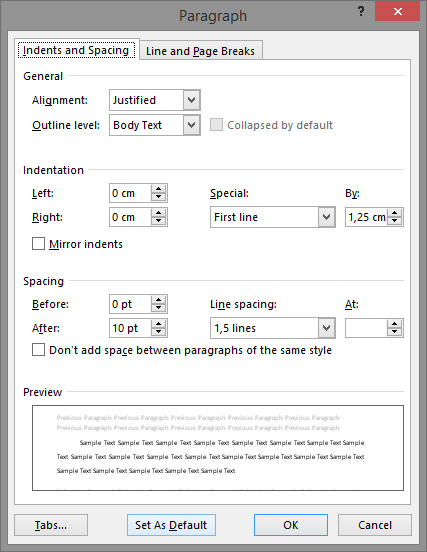 Paragraph ? ×
Indents and Spacing Line and Page Breaks
General
Alignment: Justified
Outline level: Body Text Collapsed by default
Indentation
Left: 0 cm Special: By:
Right: 0 cm First line 1,25 cm
Mirror indents
Spacing
Before: 0 pt Line spacing: At:
After: 10 pt 1,5 lines
Don't add space between paragraphs of the same style
Preview
Previous Paragraph Previous Paragraph Previous Paragraph Previous Paragraph Previous Paragraph
Previous Paragraph Previous Paragraph Previous Paragraph Previous Paragraph Previous Paragraph
Sample Text Sample Text Sample Text Sample Text Sample Text Sample Text Sample Text Sample
Text Sample Text Sample Text Sample Text Sample Text Sample Text Sample Text Sample Text
Sample Text Sample Text Sample Text Sample Text Sample Text
Tabs... Set As Default OK Cancel